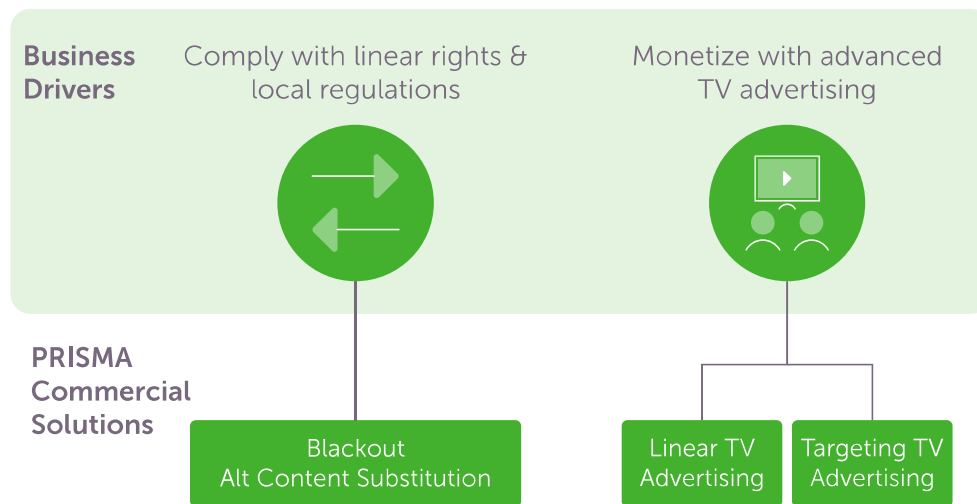 Business
Drivers
Comply with linear rights &
local regulations
Monetize with advanced
TV advertising
PRISMA
Commercial
Solutions
Blackout
Alt Content Substitution
Linear TV
Advertising
Targeting TV
Advertising